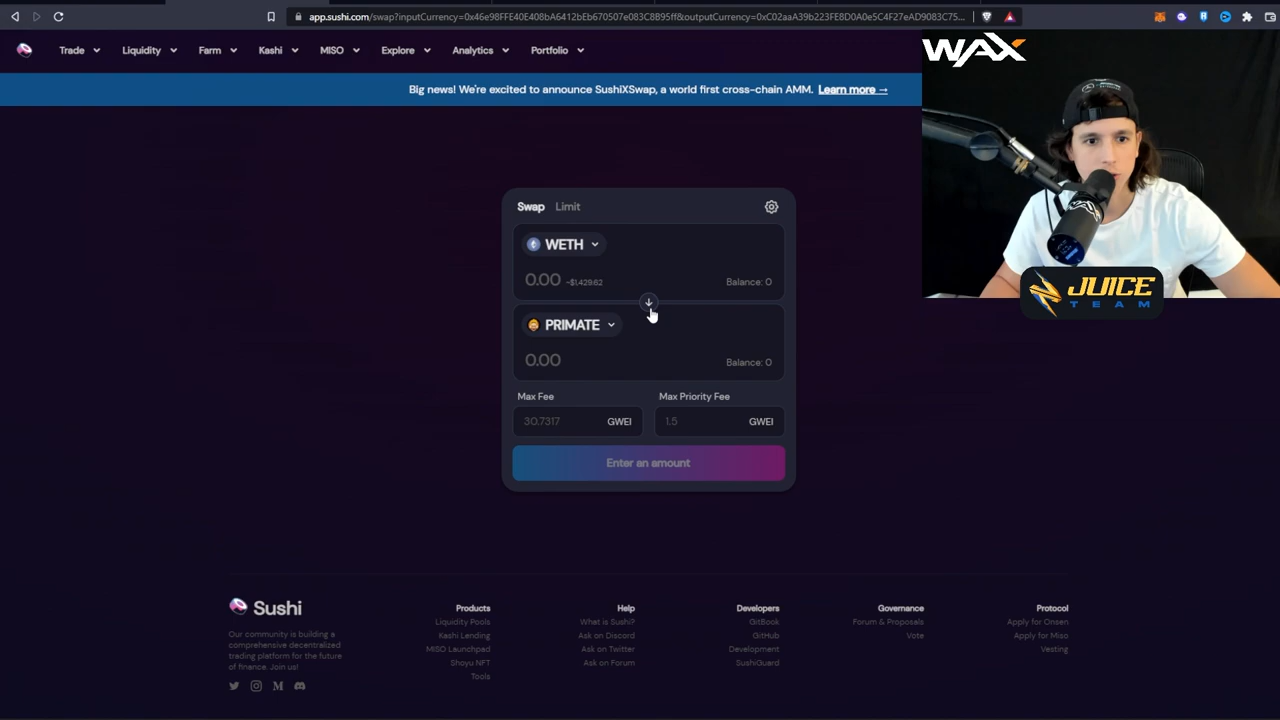 app.sushi.com/swap?inputCurrency=0x46e98FFE40E408bA6412bEb670507e083C8B95ff&outputCurrency=0xC02aaA39b223FE8D0A0e5C4F27eAD9083C75...
Trade Liquidity Farm Kashi MISO Explore Analytics Portfolio
WAX
Big news! We're excited to announce SushiXSwap, a world first cross-chain AMM. Learn more →
Swap Limit
WETH
0.00 ~$1,429.62 Balance: 0
PRIMATE
0.00 Balance: 0
Max Fee Max Priority Fee
30.7317 GWEI 1.5 GWEI
Enter an amount
JUICE
TEAM
Sushi
Our community is building a
comprehensive decentralized
trading platform for the future
of finance. Join us!
Products
Liquidity Pools
Kashi Lending
MISO Launchpad
Shoyu NFT
Tools
Help
What is Sushi?
Ask on Discord
Ask on Twitter
Ask on Forum
Developers
GitBook
GitHub
Development
SushiGuard
Governance
Forum & Proposals
Vote
Protocol
Apply for Onsen
Apply for Miso
Vesting